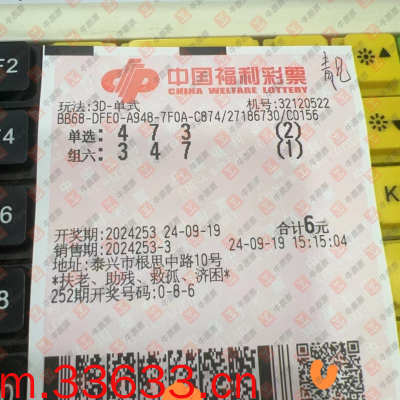 中国福利彩票
CHINA WELFARE LOTTERY
玩法:3D-单式 机号:32120522
BB68-DFE0-A948-7F0A-C874/27186730/C0156
单选: 4 7 3 (2)
组六: 3 4 7 (1)
开奖期:2024253 24-09-19 合计6元
销售期:2024253-3 24-09-19 15:15:04
地址:泰兴市根思中路10号
*扶老、助残、救孤、济困*
252期开奖号码:0-8-6
m.33633.cn
F2
K
8